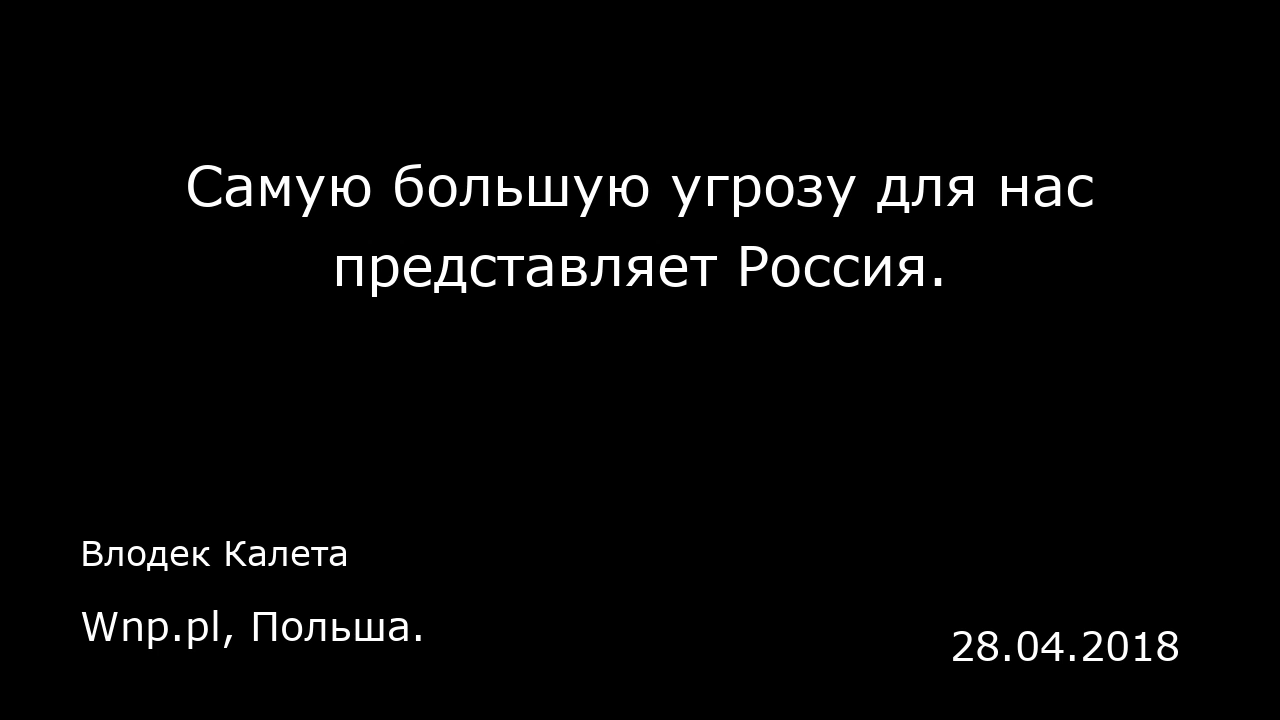 Самую большую угрозу для нас
представляет Россия.
Влодек Калета
Wnp.pl, Польша.
28.04.2018